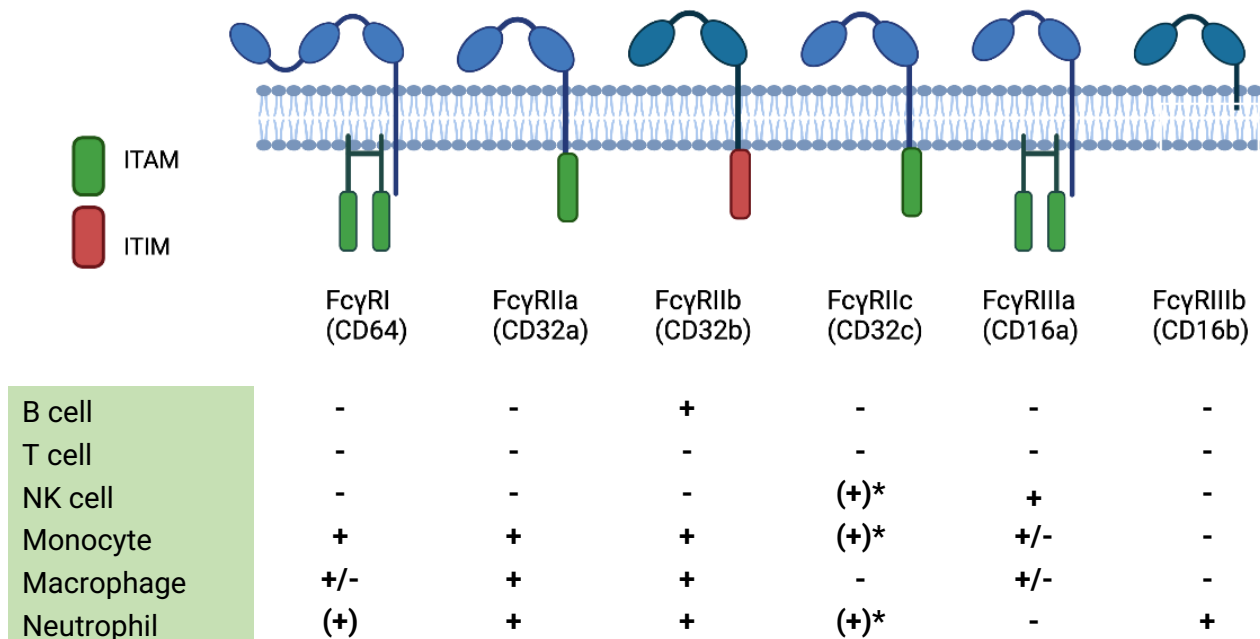 ITAM
ITIM
FcγRI FcγRIIa FcγRIIb FcγRIIc FcγRIIIa FcγRIIIb
(CD64) (CD32a) (CD32b) (CD32c) (CD16a) (CD16b)
B cell - - + - - -
T cell - - - - - -
NK cell - - - (+)* + -
Monocyte + + + (+)* +/- -
Macrophage +/- + + - +/- -
Neutrophil (+) + + (+)* - +